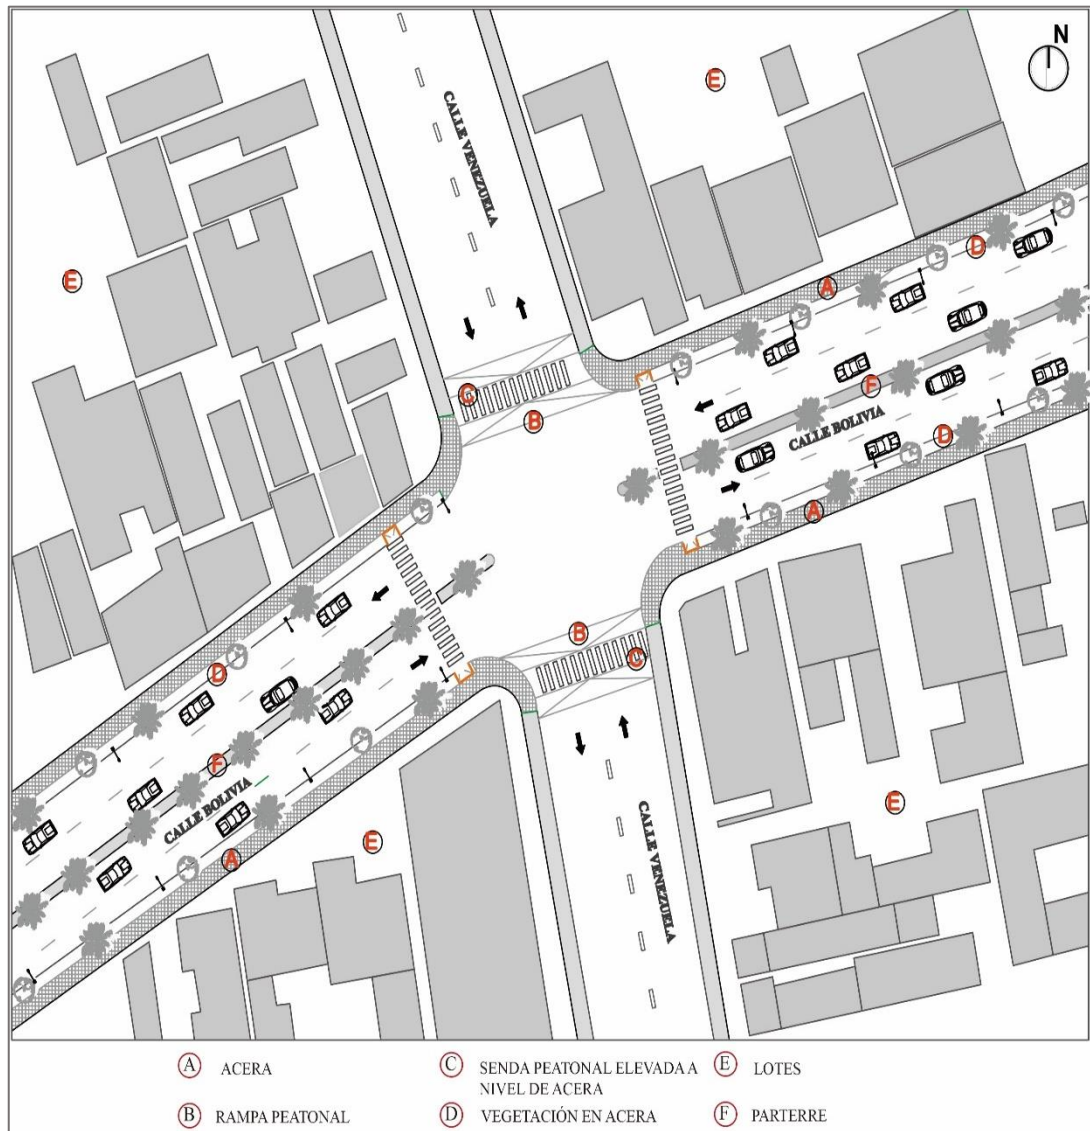 N
E
CALLE VENEZUELA
E
D
A
C
F
B
CALLE BOLIVIA
D
A
B
C
D
F
CALLE BOLIVIA
E
E
A
CALLE VENEZUELA
A ACERA
B RAMPA PEATONAL
C SENDA PEATONAL ELEVADA A
NIVEL DE ACERA
D VEGETACIÓN EN ACERA
E LOTES
F PARTERRE